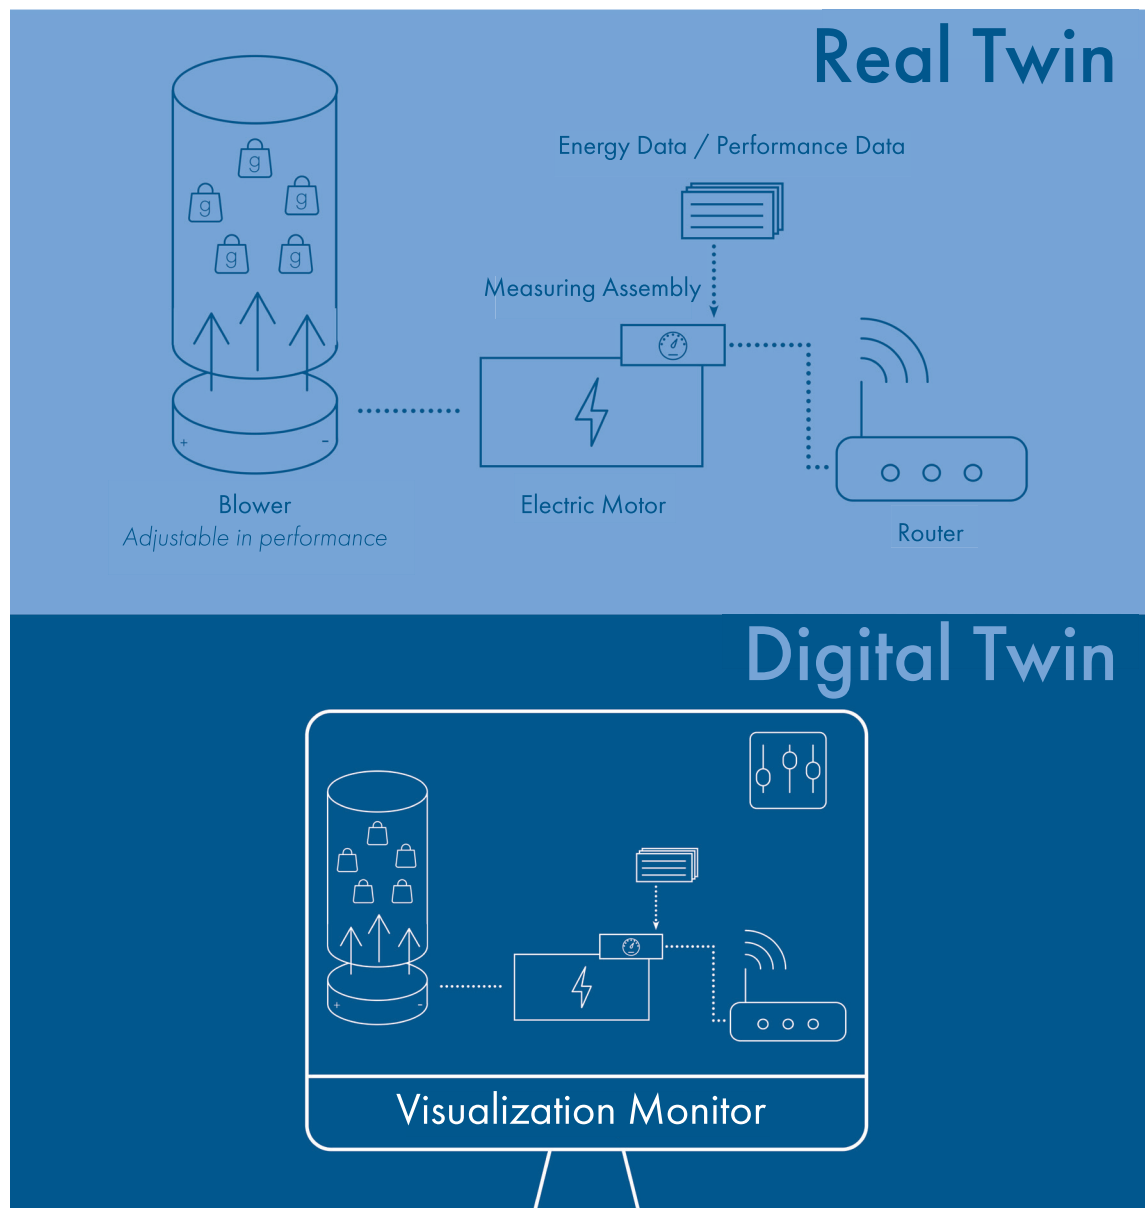 Real Twin
Energy Data / Performance Data
g
g
g
g
g
Measuring Assembly
+
-
Blower
Adjustable in performance
Electric Motor
Router
Digital Twin
+
-
Visualization Monitor